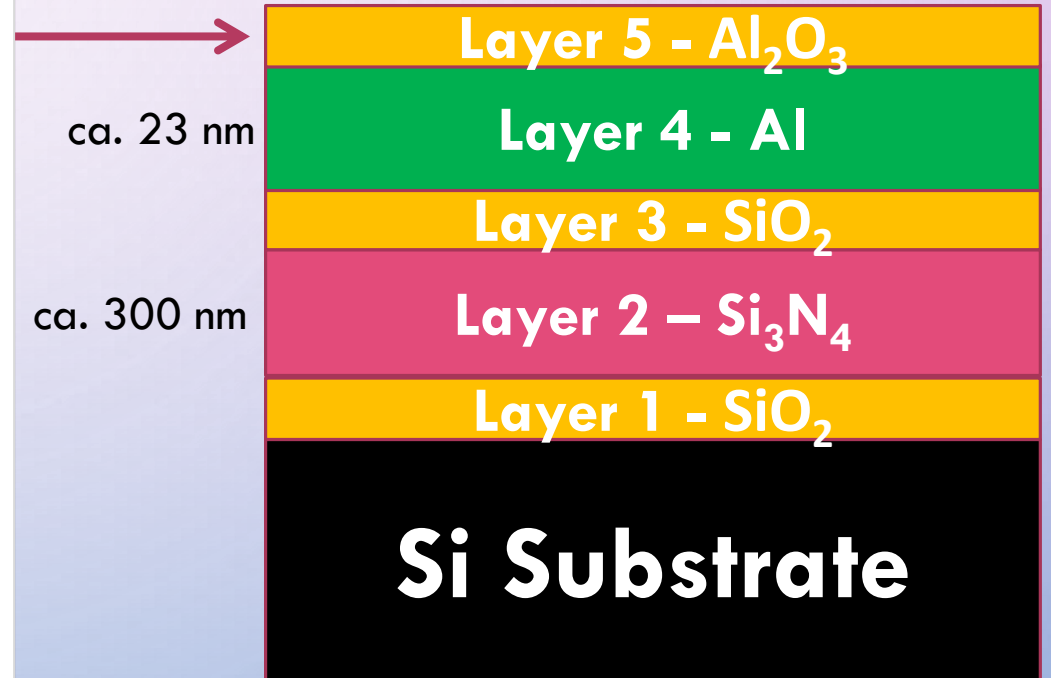 Layer 5 - Al₂O₃
ca. 23 nm
Layer 4 - Al
Layer 3 - SiO₂
ca. 300 nm
Layer 2 – Si₃N₄
Layer 1 - SiO₂
Si Substrate